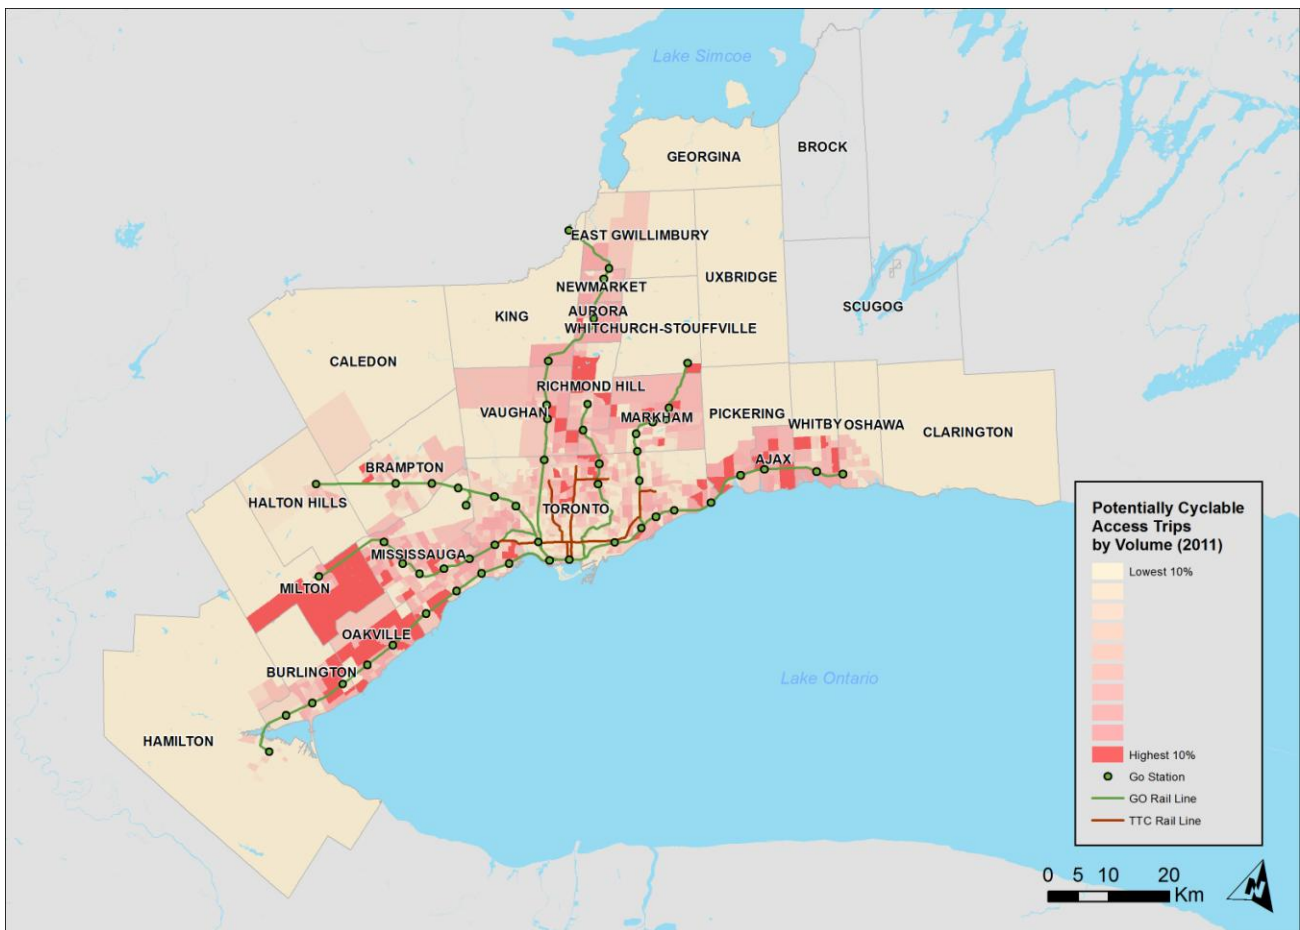 Lake Simcoe
BROCK
GEORGINA
EAST GWILLIMBURY
UXBRIDGE
NEWMARKET
SCUGOG
AURORA
KING
WHITCHURCH-STOUFFVILLE
CALEDON
RICHMOND HILL
VAUGHAN
MARKHAM
PICKERING
WHITBY
OSHAWA
CLARINGTON
AJAX
BRAMPTON
HALTON HILLS
TORONTO
MISSISSAUGA
MILTON
OAKVILLE
BURLINGTON
Lake Ontario
HAMILTON
Potentially Cyclable
Access Trips
by Volume (2011)
Lowest 10%
Highest 10%
Go Station
GO Rail Line
TTC Rail Line
0 5 10 20
Km
N